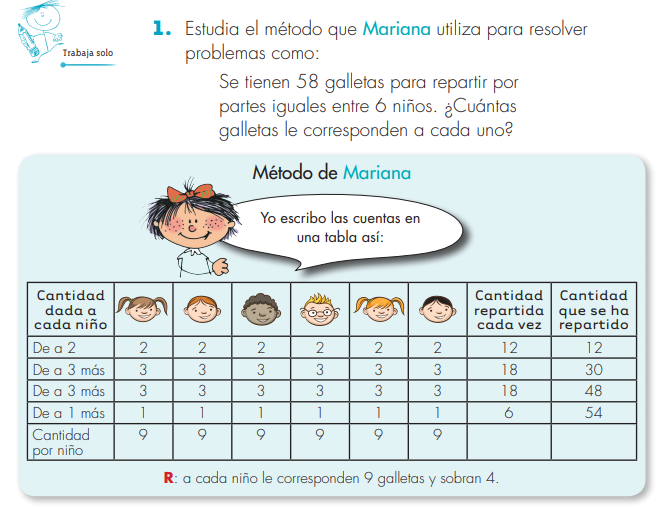 Trabaja solo
1. Estudia el método que Mariana utiliza para resolver
problemas como:
Se tienen 58 galletas para repartir por
partes iguales entre 6 niños. ¿Cuántas
galletas le corresponden a cada uno?
Método de Mariana
Yo escribo las cuentas en
una tabla así:
Cantidad
dada a
cada niño
Cantidad
repartida
cada vez
Cantidad
que se ha
repartido
De a 2 2 2 2 2 2 2 12 12
De a 3 más 3 3 3 3 3 3 18 30
De a 3 más 3 3 3 3 3 3 18 48
De a 1 más 1 1 1 1 1 1 6 54
Cantidad
por niño 9 9 9 9 9 9
R: a cada niño le corresponden 9 galletas y sobran 4.